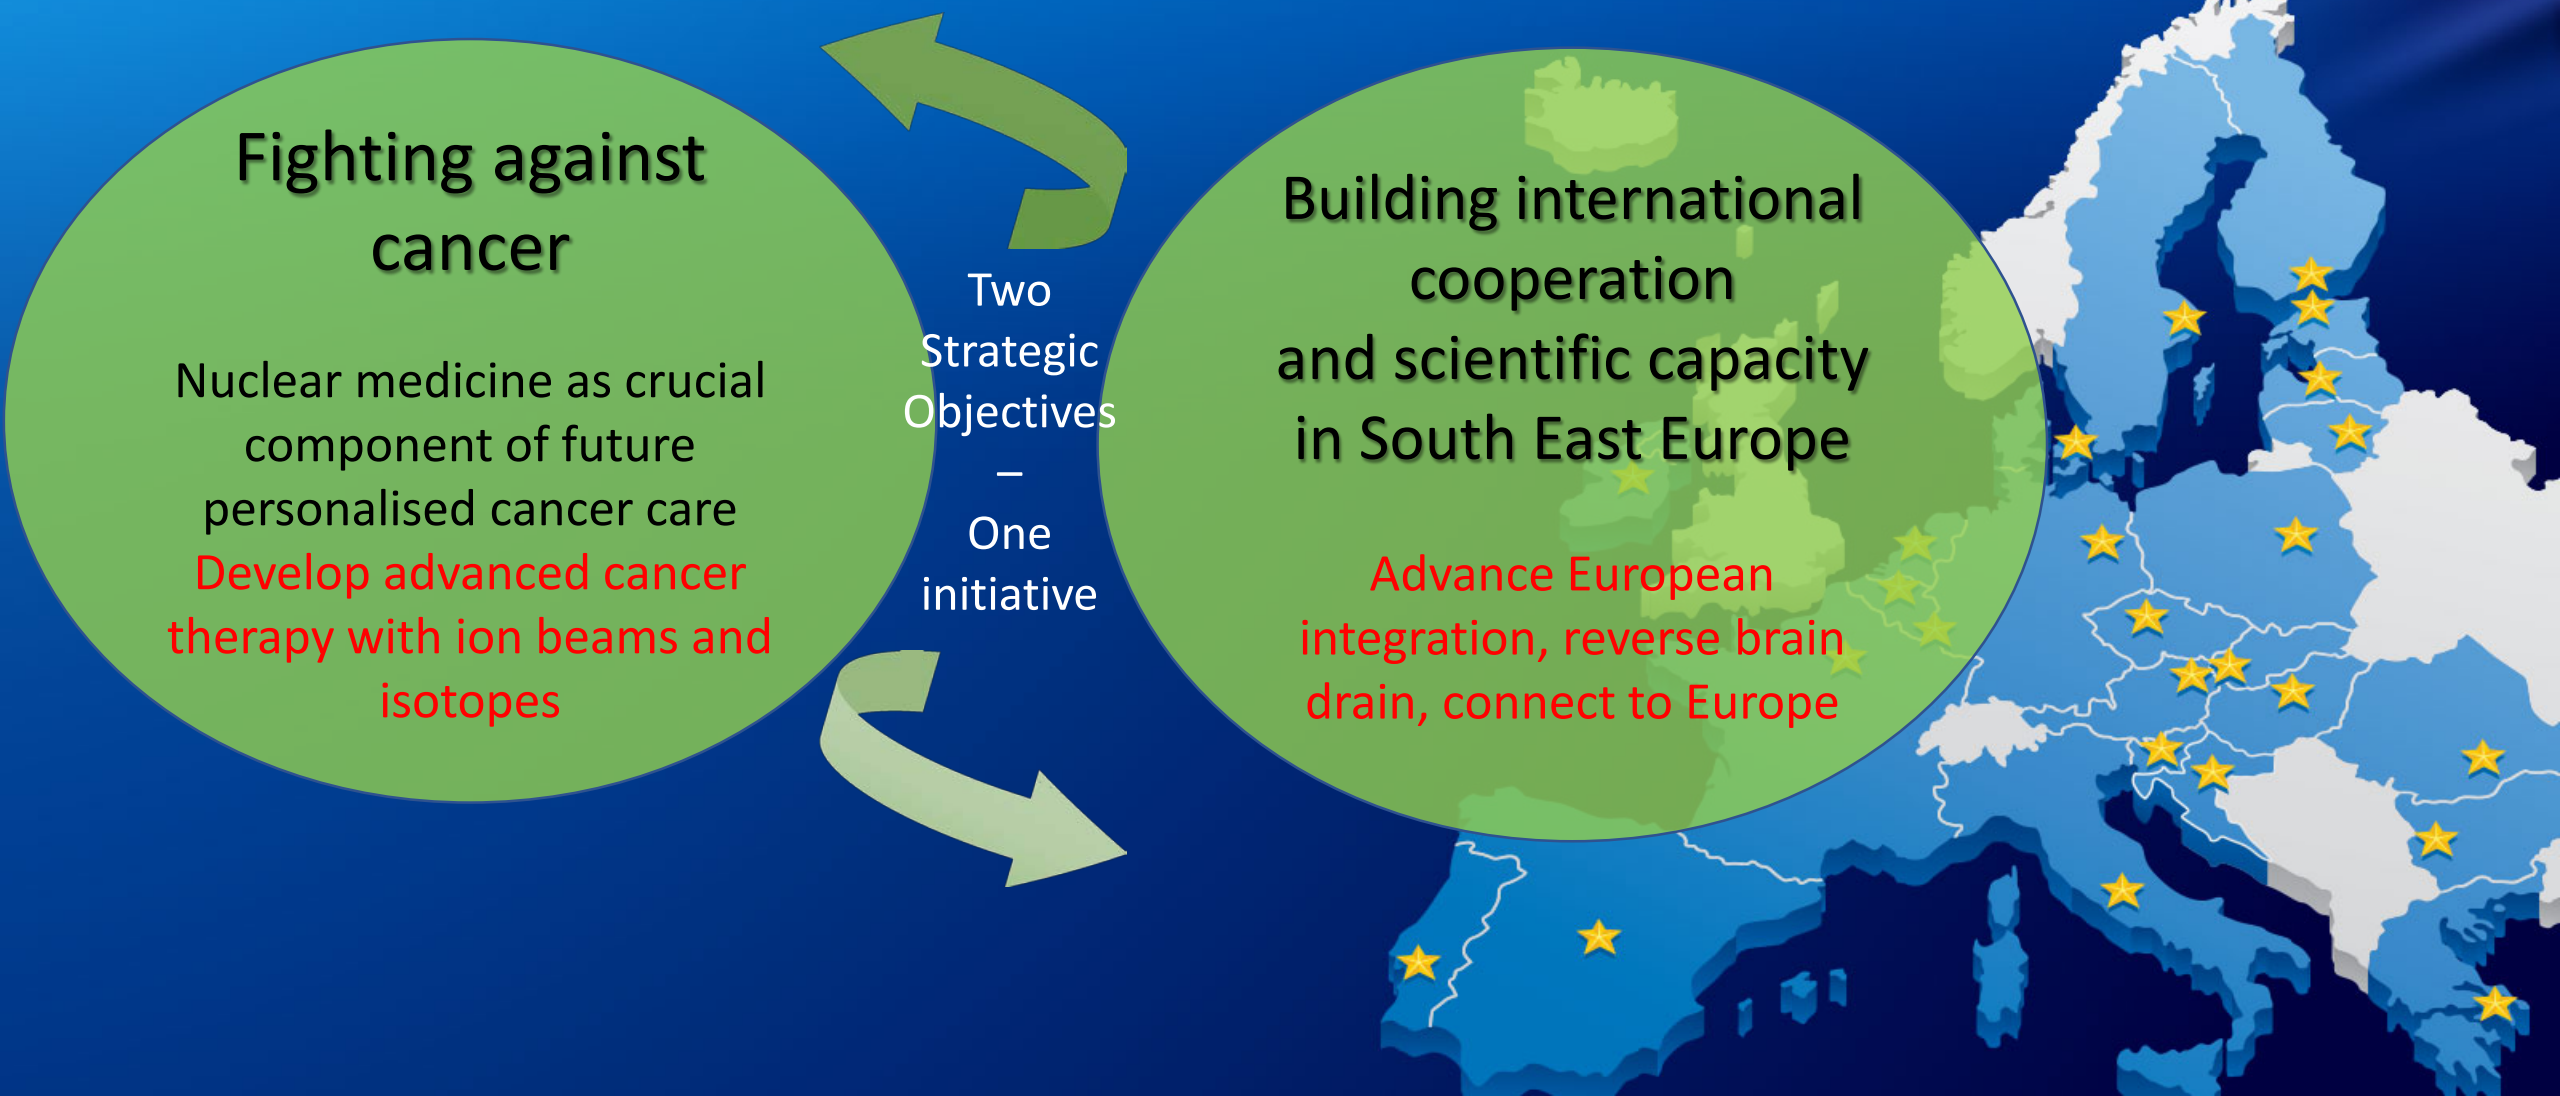 Fighting against
cancer
Nuclear medicine as crucial
component of future
personalised cancer care
Develop advanced cancer
therapy with ion beams and
isotopes
Two
Strategic
Objectives
–
One
initiative
Building international
cooperation
and scientific capacity
in South East Europe
Advance European
integration, reverse brain
drain, connect to Europe